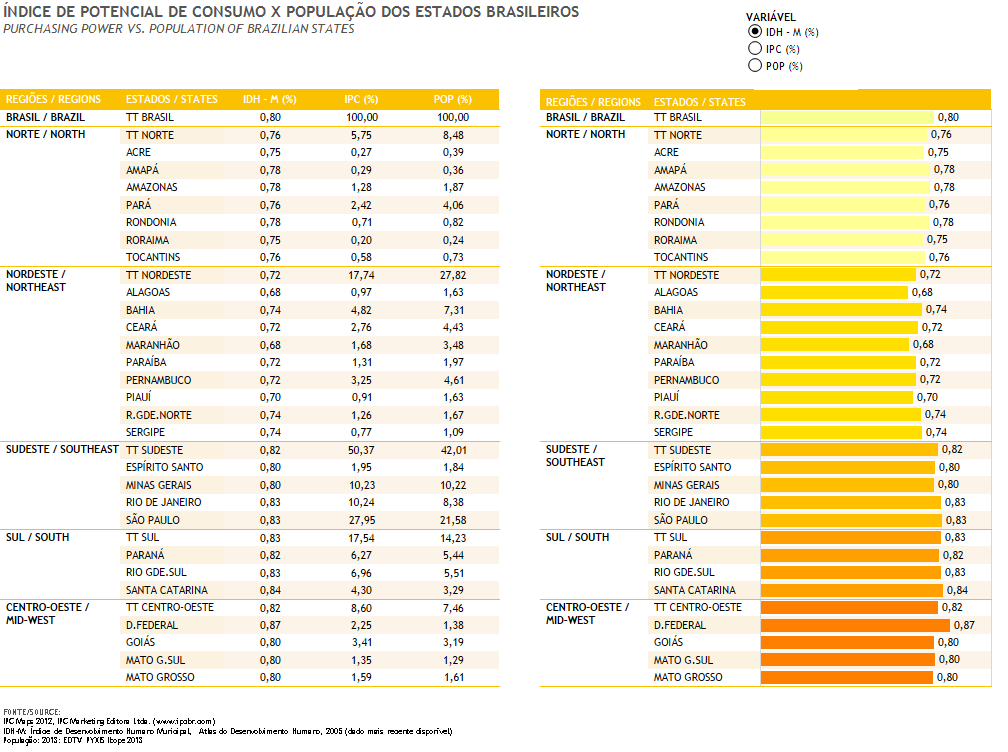 ÍNDICE DE POTENCIAL DE CONSUMO X POPULAÇÃO DOS ESTADOS BRASILEIROS
PURCHASING POWER VS. POPULATION OF BRAZILIAN STATES
VARIÁVEL
IDH - M (%)
IPC (%)
POP (%)
REGIÕES / REGIONS ESTADOS / STATES IDH - M (%) IPC (%) POP (%)
BRASIL / BRAZIL TT BRASIL 0,80 100,00 100,00
NORTE / NORTH TT NORTE 0,76 5,75 8,48
ACRE 0,75 0,27 0,39
AMAPÁ 0,78 0,29 0,36
AMAZONAS 0,78 1,28 1,87
PARÁ 0,76 2,42 4,06
RONDONIA 0,78 0,71 0,82
RORAIMA 0,75 0,20 0,24
TOCANTINS 0,76 0,58 0,73
NORDESTE / TT NORDESTE 0,72 17,74 27,82
NORTHEAST
ALAGOAS 0,68 0,97 1,63
BAHIA 0,74 4,82 7,31
CEARÁ 0,72 2,76 4,43
MARANHÃO 0,68 1,68 3,48
PARAÍBA 0,72 1,31 1,97
PERNAMBUCO 0,72 3,25 4,61
PIAUÍ 0,70 0,91 1,63
R.GDE.NORTE 0,74 1,26 1,67
SERGIPE 0,74 0,77 1,09
SUDESTE / SOUTHEAST TT SUDESTE 0,82 50,37 42,01
ESPÍRITO SANTO 0,80 1,95 1,84
MINAS GERAIS 0,80 10,23 10,22
RIO DE JANEIRO 0,83 10,24 8,38
SÃO PAULO 0,83 27,95 21,58
SUL / SOUTH TT SUL 0,83 17,54 14,23
PARANÁ 0,82 6,27 5,44
RIO GDE.SUL 0,83 6,96 5,51
SANTA CATARINA 0,84 4,30 3,29
CENTRO-OESTE / TT CENTRO-OESTE 0,82 8,60 7,46
MID-WEST
D.FEDERAL 0,87 2,25 1,38
GOIÁS 0,80 3,41 3,19
MATO G.SUL 0,80 1,35 1,29
MATO GROSSO 0,80 1,59 1,61
REGIÕES / REGIONS ESTADOS / STATES
BRASIL / BRAZIL TT BRASIL 0,80
NORTE / NORTH TT NORTE 0,76
ACRE 0,75
AMAPÁ 0,78
AMAZONAS 0,78
PARÁ 0,76
RONDONIA 0,78
RORAIMA 0,75
TOCANTINS 0,76
NORDESTE / TT NORDESTE 0,72
NORTHEAST
ALAGOAS 0,68
BAHIA 0,74
CEARÁ 0,72
MARANHÃO 0,68
PARAÍBA 0,72
PERNAMBUCO 0,72
PIAUÍ 0,70
R.GDE.NORTE 0,74
SERGIPE 0,74
SUDESTE / TT SUDESTE 0,82
SOUTHEAST
ESPÍRITO SANTO 0,80
MINAS GERAIS 0,80
RIO DE JANEIRO 0,83
SÃO PAULO 0,83
SUL / SOUTH TT SUL 0,83
PARANÁ 0,82
RIO GDE.SUL 0,83
SANTA CATARINA 0,84
CENTRO-OESTE / TT CENTRO-OESTE 0,82
MID-WEST
D.FEDERAL 0,87
GOIÁS 0,80
MATO G.SUL 0,80
MATO GROSSO 0,80
FONTE/SOURCE:
IPC Maps 2012, IPC Marketing Editora Ltda. (www.ipcbr.com)
IDH-M: Índice de Desenvolvimento Humano Municipal, Atlas do Desenvolvimento Humano, 2005 (dado mais recente disponível)
População: 2013: EDTV PYXIS Ibope 2013